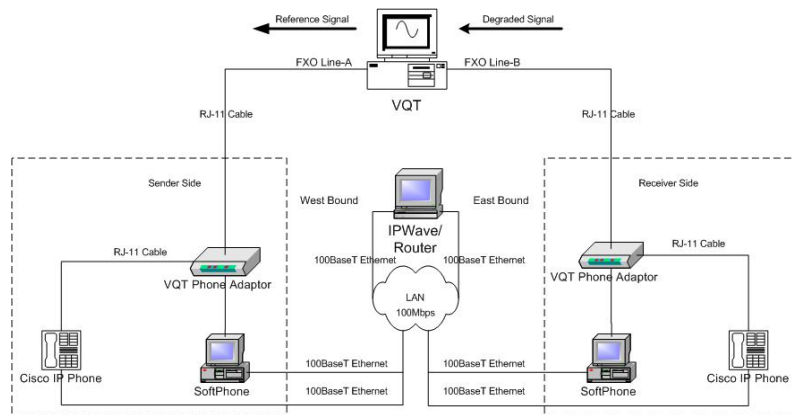 Reference Signal
Degraded Signal
FXO Line-A
FXO Line-B
VQT
RJ-11 Cable
RJ-11 Cable
Sender Side
West Bound
East Bound
Receiver Side
IPWave/
Router
RJ-11 Cable
RJ-11 Cable
100BaseT Ethernet
100BaseT Ethernet
VQT Phone Adaptor
VQT Phone Adaptor
LAN
100Mbps
100BaseT Ethernet
100BaseT Ethernet
Cisco IP Phone
SoftPhone
SoftPhone
Cisco IP Phone
100BaseT Ethernet
100BaseT Ethernet